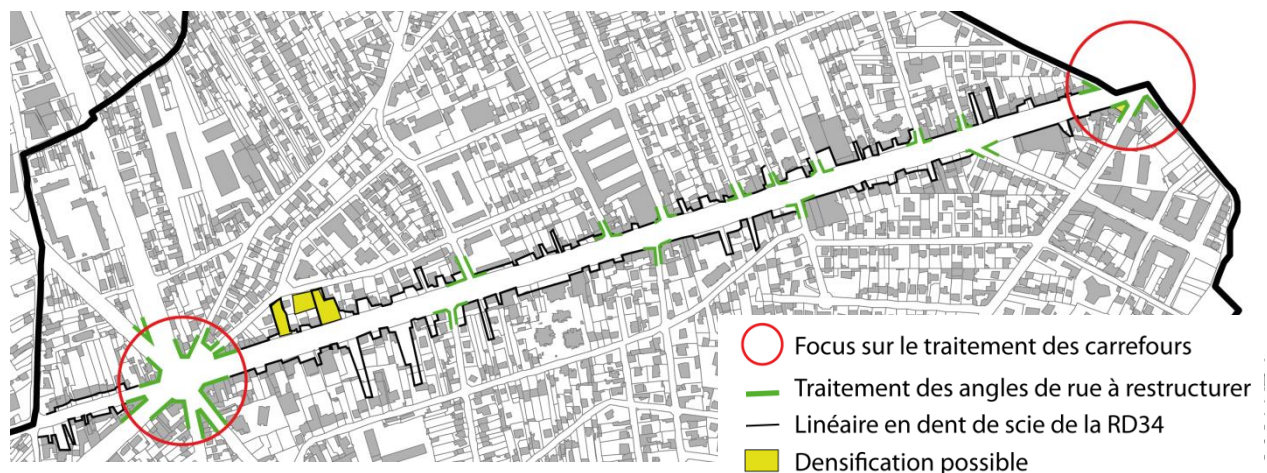 Focus sur le traitement des carrefours
Traitement des angles de rue à restructurer
Linéaire en dent de scie de la RD34
Densification possible